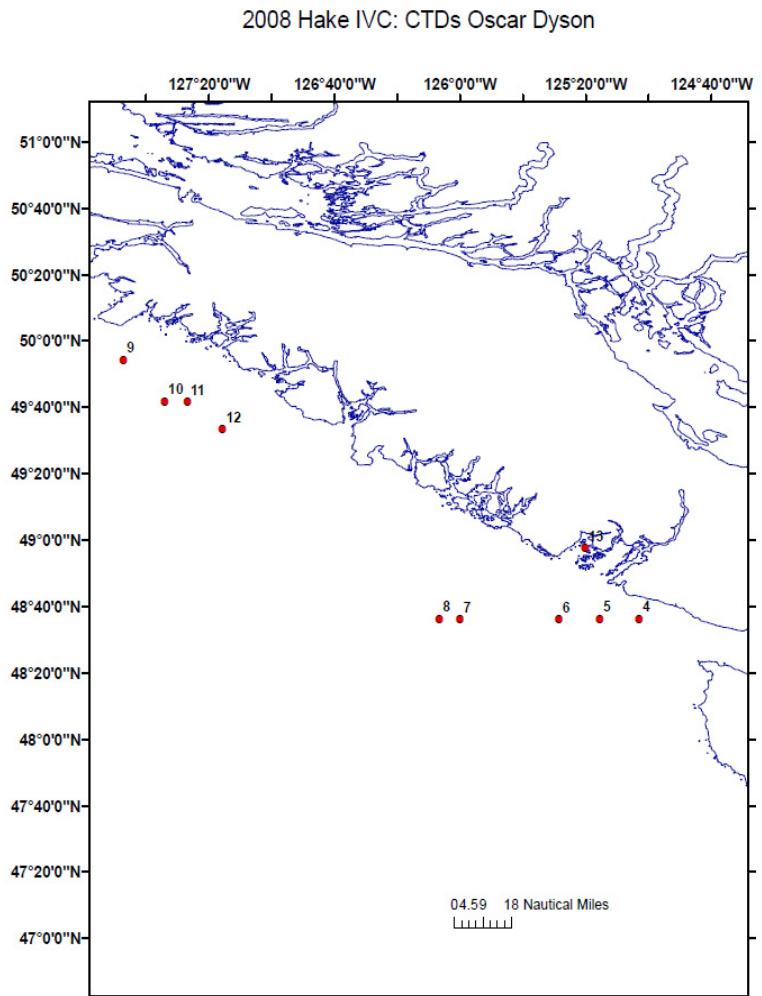 2008 Hake IVC: CTDs Oscar Dyson
127°20'0"W 126°40'0"W 126°0'0"W 125°20'0"W 124°40'0"W
51°0'0"N
50°40'0"N
50°20'0"N
50°0'0"N
9
10 11
49°40'0"N
12
49°20'0"N
49°0'0"N
13
48°40'0"N
8 7 6 5 4
48°20'0"N
48°0'0"N
47°40'0"N
47°20'0"N
04.59 18 Nautical Miles
47°0'0"N